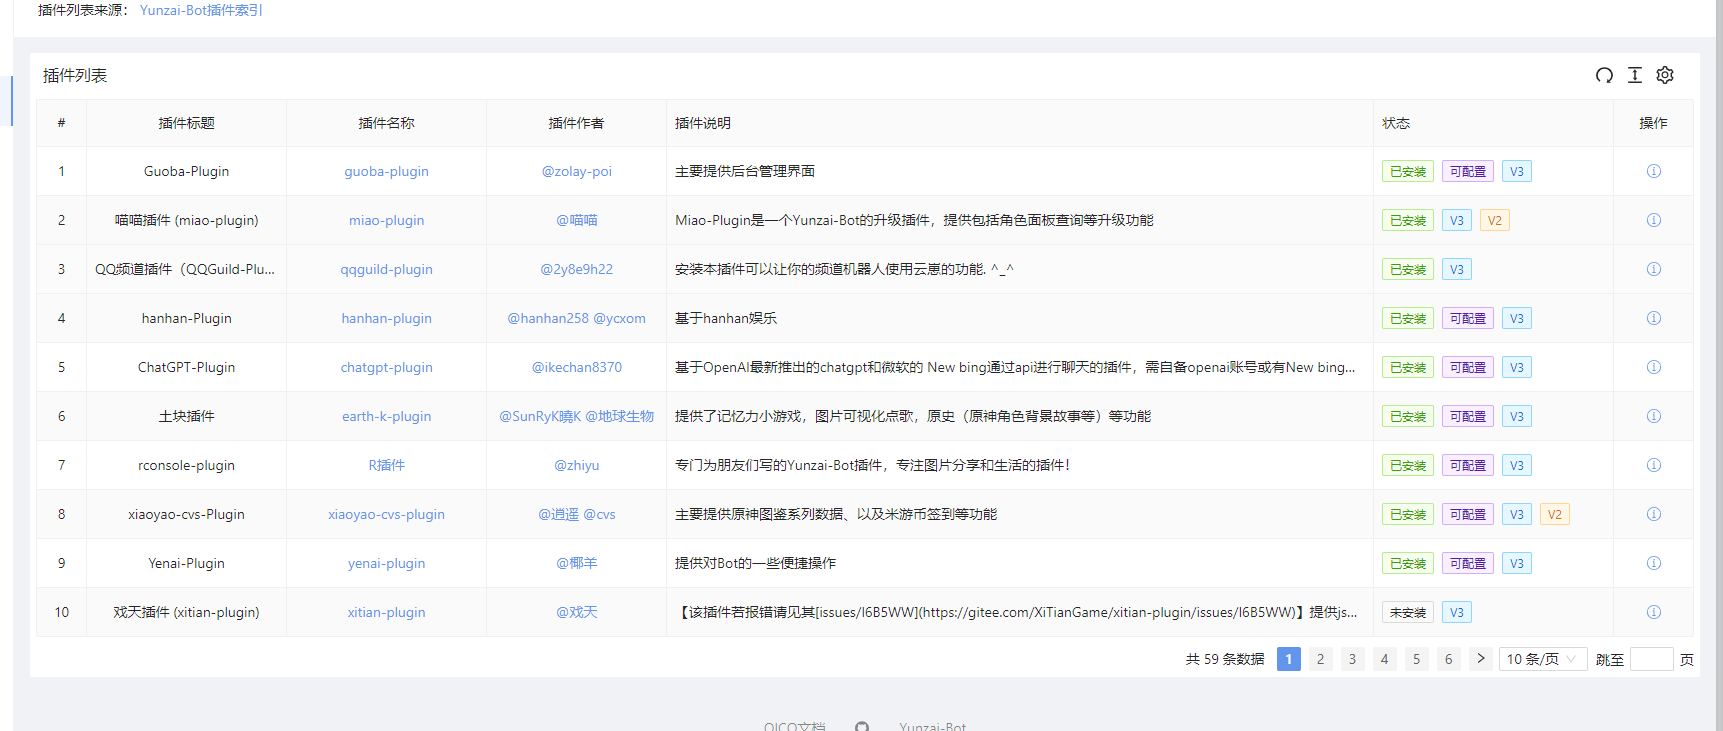 插件列表来源： Yunzai-Bot插件索引
插件列表
# 插件标题 插件名称 插件作者 插件说明 状态 操作
1 Guoba-Plugin guoba-plugin @zolay-poi 主要提供后台管理界面 已安装 可配置 V3
2 喵喵插件 (miao-plugin) miao-plugin @喵喵 Miao-Plugin是一个Yunzai-Bot的升级插件，提供包括角色面板查询等升级功能 已安装 V3 V2
3 QQ频道插件（QQGuild-Plu... qqguild-plugin @2y8e9h22 安装本插件可以让你的频道机器人使用云崽的功能. ^_^ 已安装 V3
4 hanhan-Plugin hanhan-plugin @hanhan258 @ycxom 基于hanhan娱乐 已安装 可配置 V3
5 ChatGPT-Plugin chatgpt-plugin @ikechan8370 基于OpenAI最新推出的chatgpt和微软的 New bing通过api进行聊天的插件，需自备openai账号或有New bing... 已安装 可配置 V3
6 土块插件 earth-k-plugin @SunRyK曉K @地球生物 提供了记忆力小游戏，图片可视化点歌，原史（原神角色背景故事等）等功能 已安装 可配置 V3
7 rconsole-plugin R插件 @zhiyu 专门为朋友们写的Yunzai-Bot插件，专注图片分享和生活的插件！ 已安装 可配置 V3
8 xiaoyao-cvs-Plugin xiaoyao-cvs-plugin @逍遥 @cvs 主要提供原神图鉴系列数据、以及米游币签到等功能 已安装 可配置 V3 V2
9 Yenai-Plugin yenai-plugin @椰羊 提供对Bot的一些便捷操作 已安装 可配置 V3
10 戏天插件 (xitian-plugin) xitian-plugin @戏天 【该插件若报错请见其[issues/I6B5WW](https://gitee.com/XiTianGame/xitian-plugin/issues/I6B5WW)】提供js... 未安装 V3
共 59 条数据 1 2 3 4 5 6 10 条/页 跳至 页
QICQ文档 Yunzai-Bot